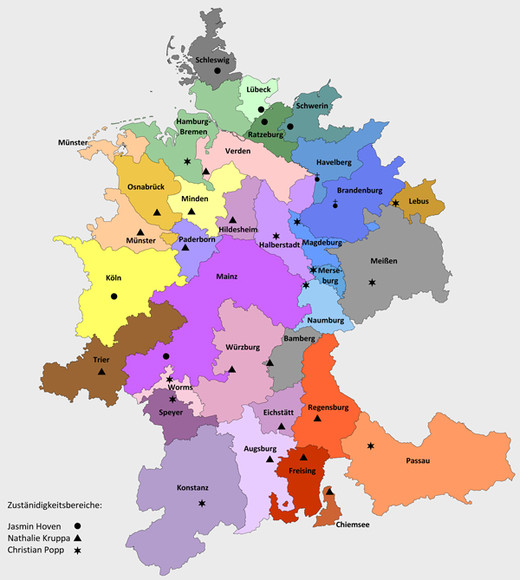 Schleswig
Lübeck
Schwerin
Hamburg-
Bremen
Ratzeburg
Münster
Verden
Havelberg
Osnabrück
Brandenburg
Minden
Lebus
Hildesheim
Münster
Paderborn
Halberstadt
Magdeburg
Meißen
Mainz
Merse-
burg
Köln
Naumburg
Bamberg
Würzburg
Trier
Worms
Speyer
Eichstätt
Regensburg
Augsburg
Passau
Freising
Konstanz
Chiemsee
Zustänidigkeitsbereiche:
Jasmin Hoven
Nathalie Kruppa
Christian Popp